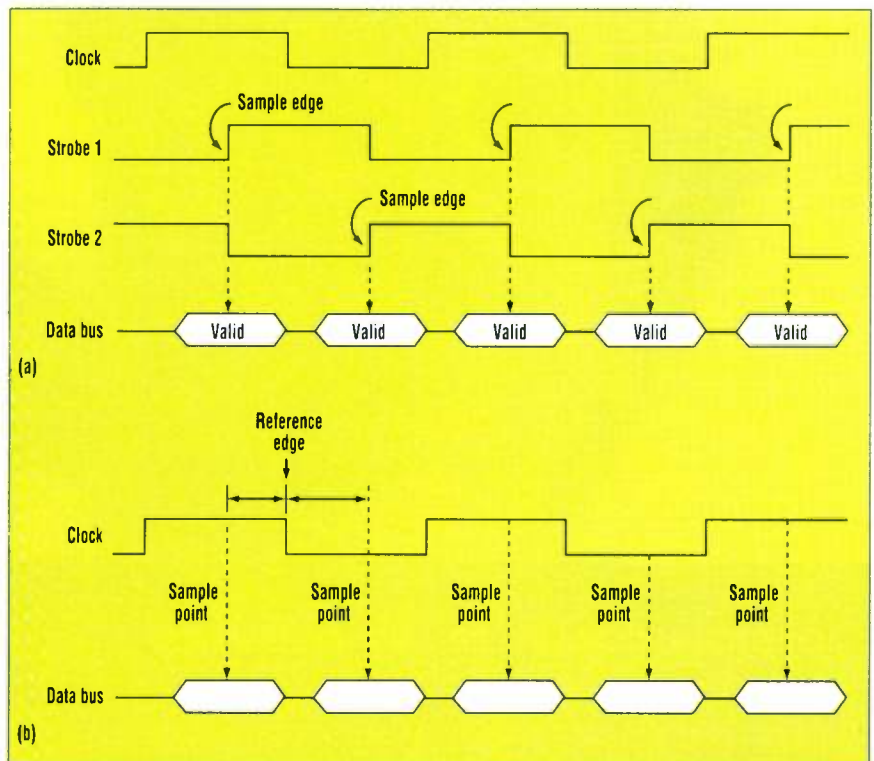 Clock
Sample edge
Strobe 1
Sample edge
Strobe 2
Data bus
Valid
Valid
Valid
Valid
Valid
(a)
Reference
edge
Clock
Sample
point
Sample
point
Sample
point
Sample
point
Sample
point
Data bus
(b)